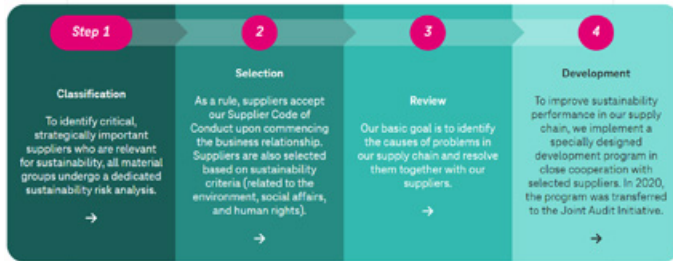 Step 1
Classification
To identify critical,
strategically important
suppliers who are relevant
for sustainability, all material
groups undergo a dedicated
sustainability risk analysis.
→
2
Selection
As a rule, suppliers accept
our Supplier Code of
Conduct upon commencing
the business relationship.
Suppliers are also selected
based on sustainability
criteria (related to the
environment, social affairs,
and human rights).
→
3
Review
Our basic goal is to identify
the causes of problems in
our supply chain and resolve
them together with our
suppliers.
→
4
Development
To improve sustainability
performance in our supply
chain, we implement a
specially designed
development program in
close cooperation with
selected suppliers. In 2020,
the program was transferred
to the Joint Audit Initiative.
→